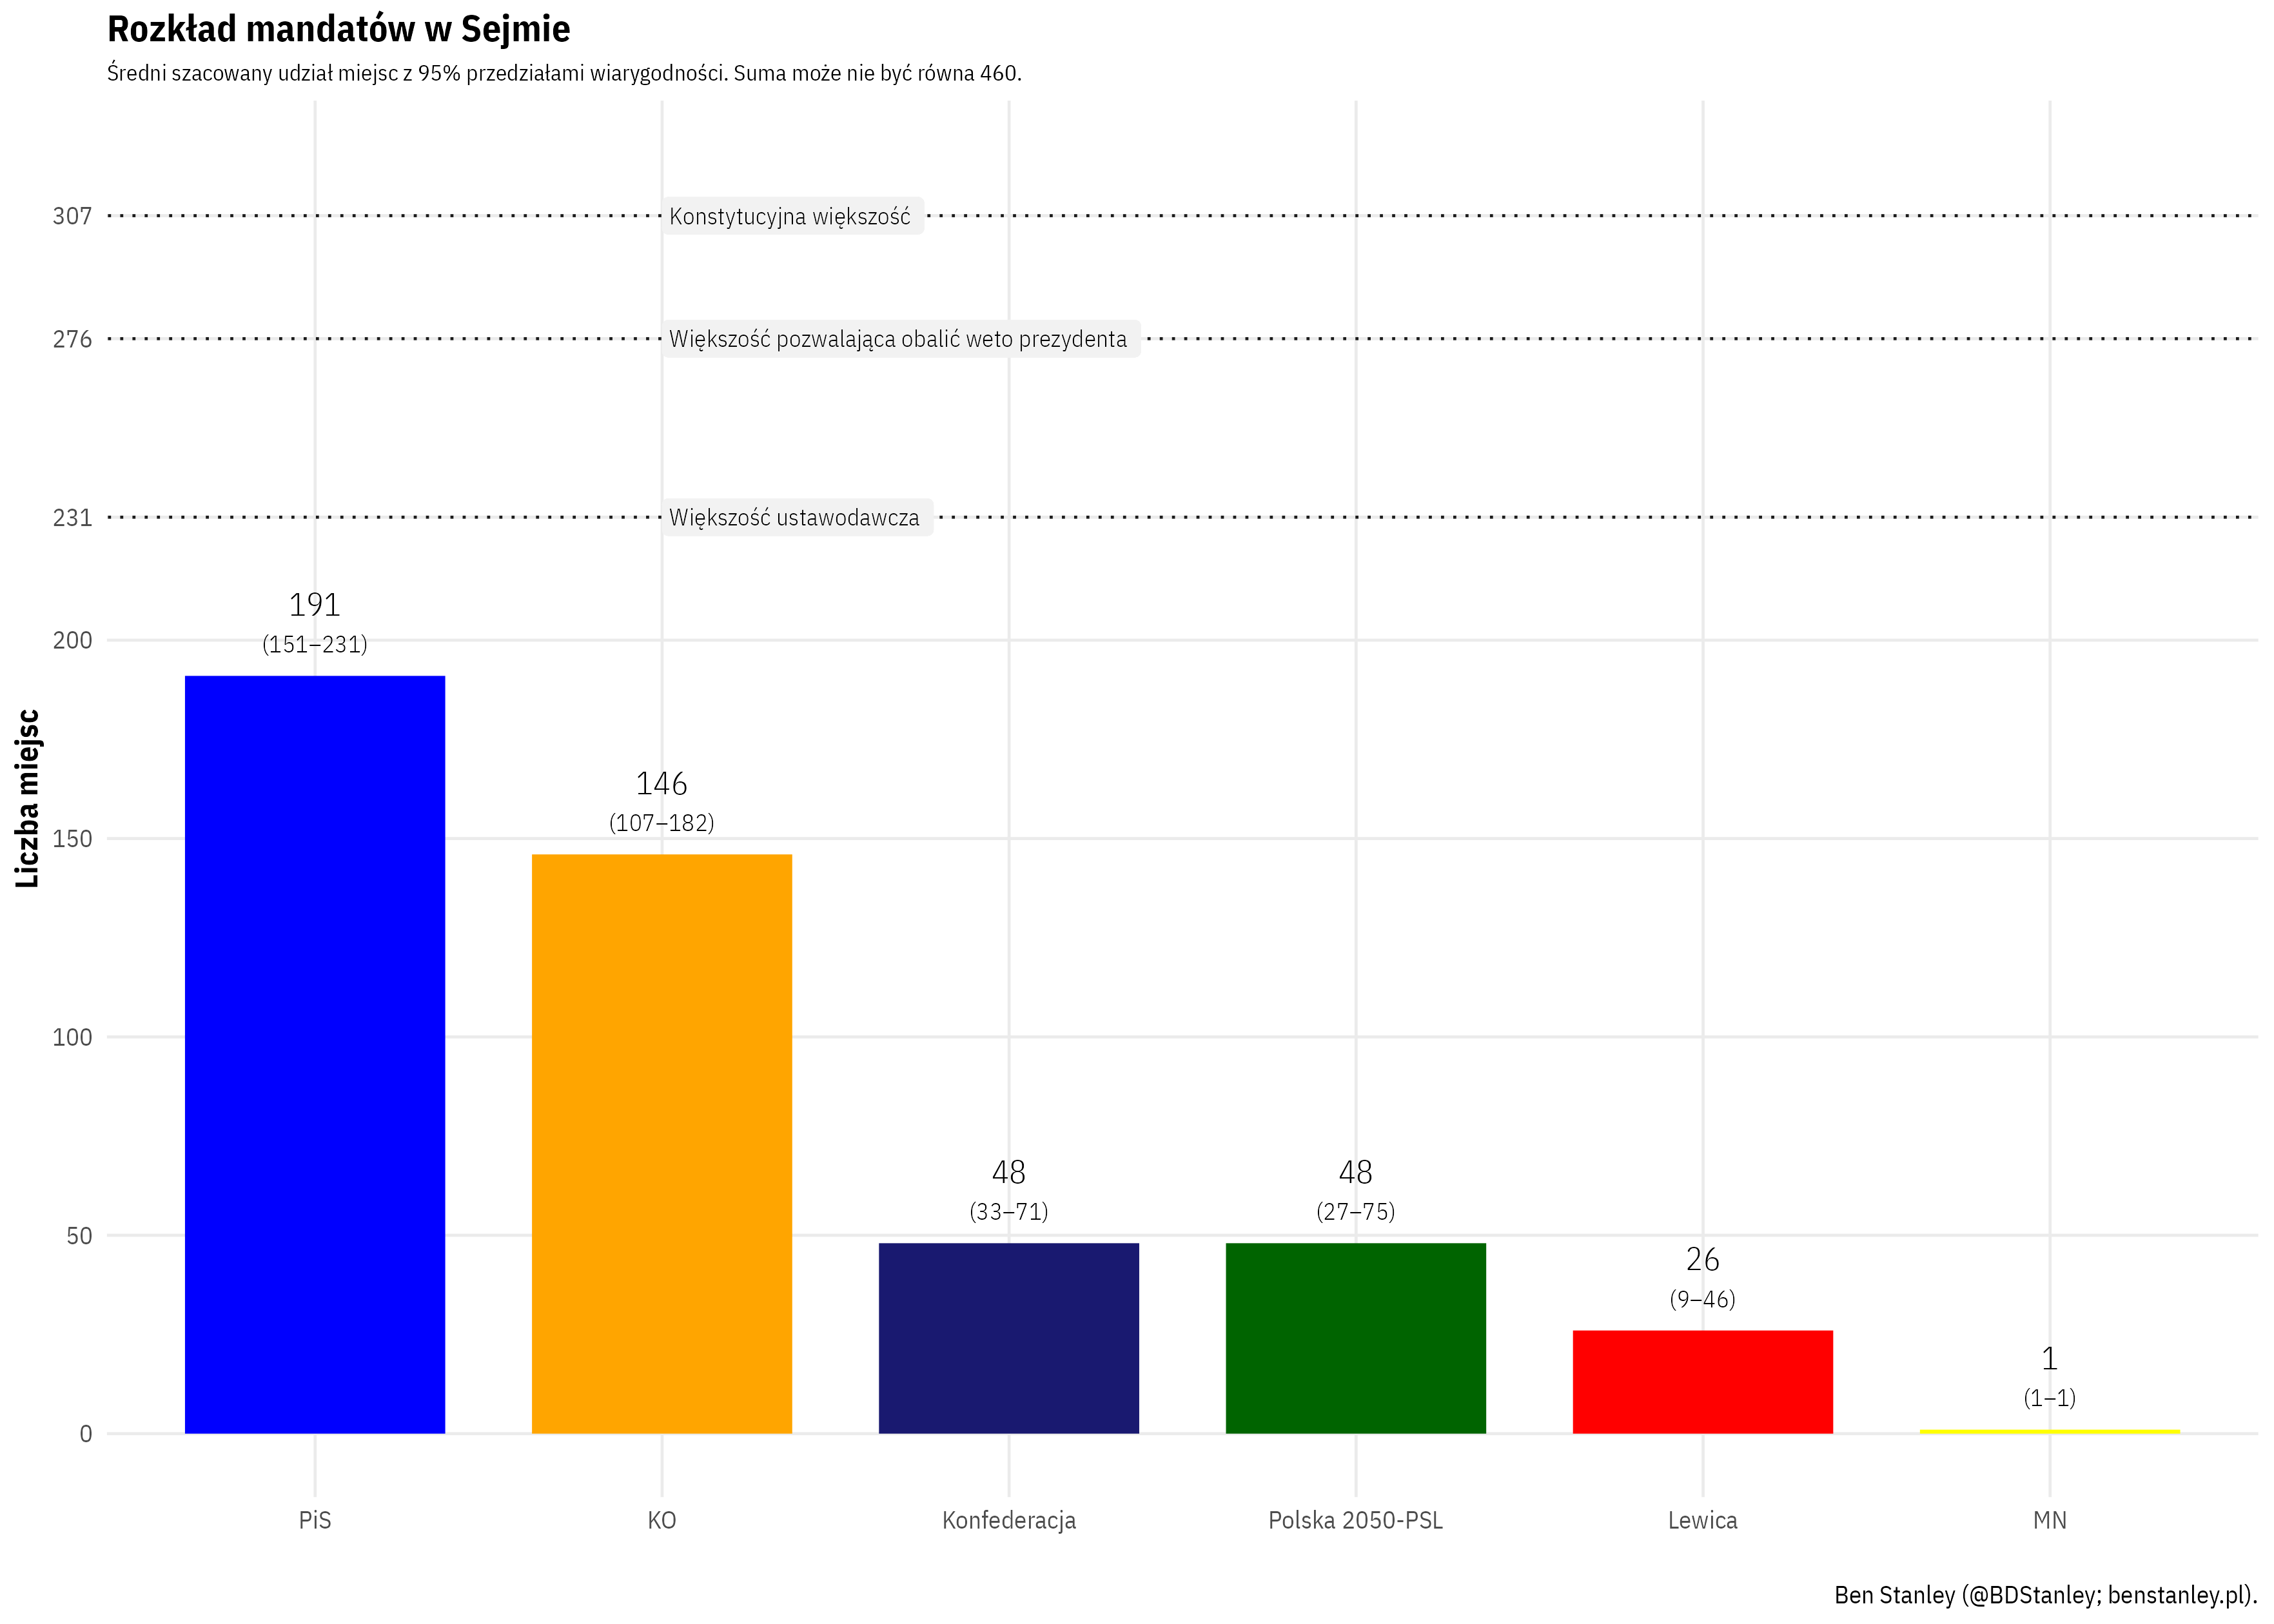 Rozkład mandatów w Sejmie
Średni szacowany udział miejsc z 95% przedziałami wiarygodności. Suma może nie być równa 460.
Liczba miejsc
307
Konstytucyjna większość
276
Większość pozwalająca obalić weto prezydenta
231
Większość ustawodawcza
200
150
100
50
0
191
(151–231)
146
(107–182)
48
(33–71)
48
(27–75)
26
(9–46)
1
(1–1)
PiS
KO
Konfederacja
Polska 2050-PSL
Lewica
MN
Ben Stanley (@BDStanley; benstanley.pl).